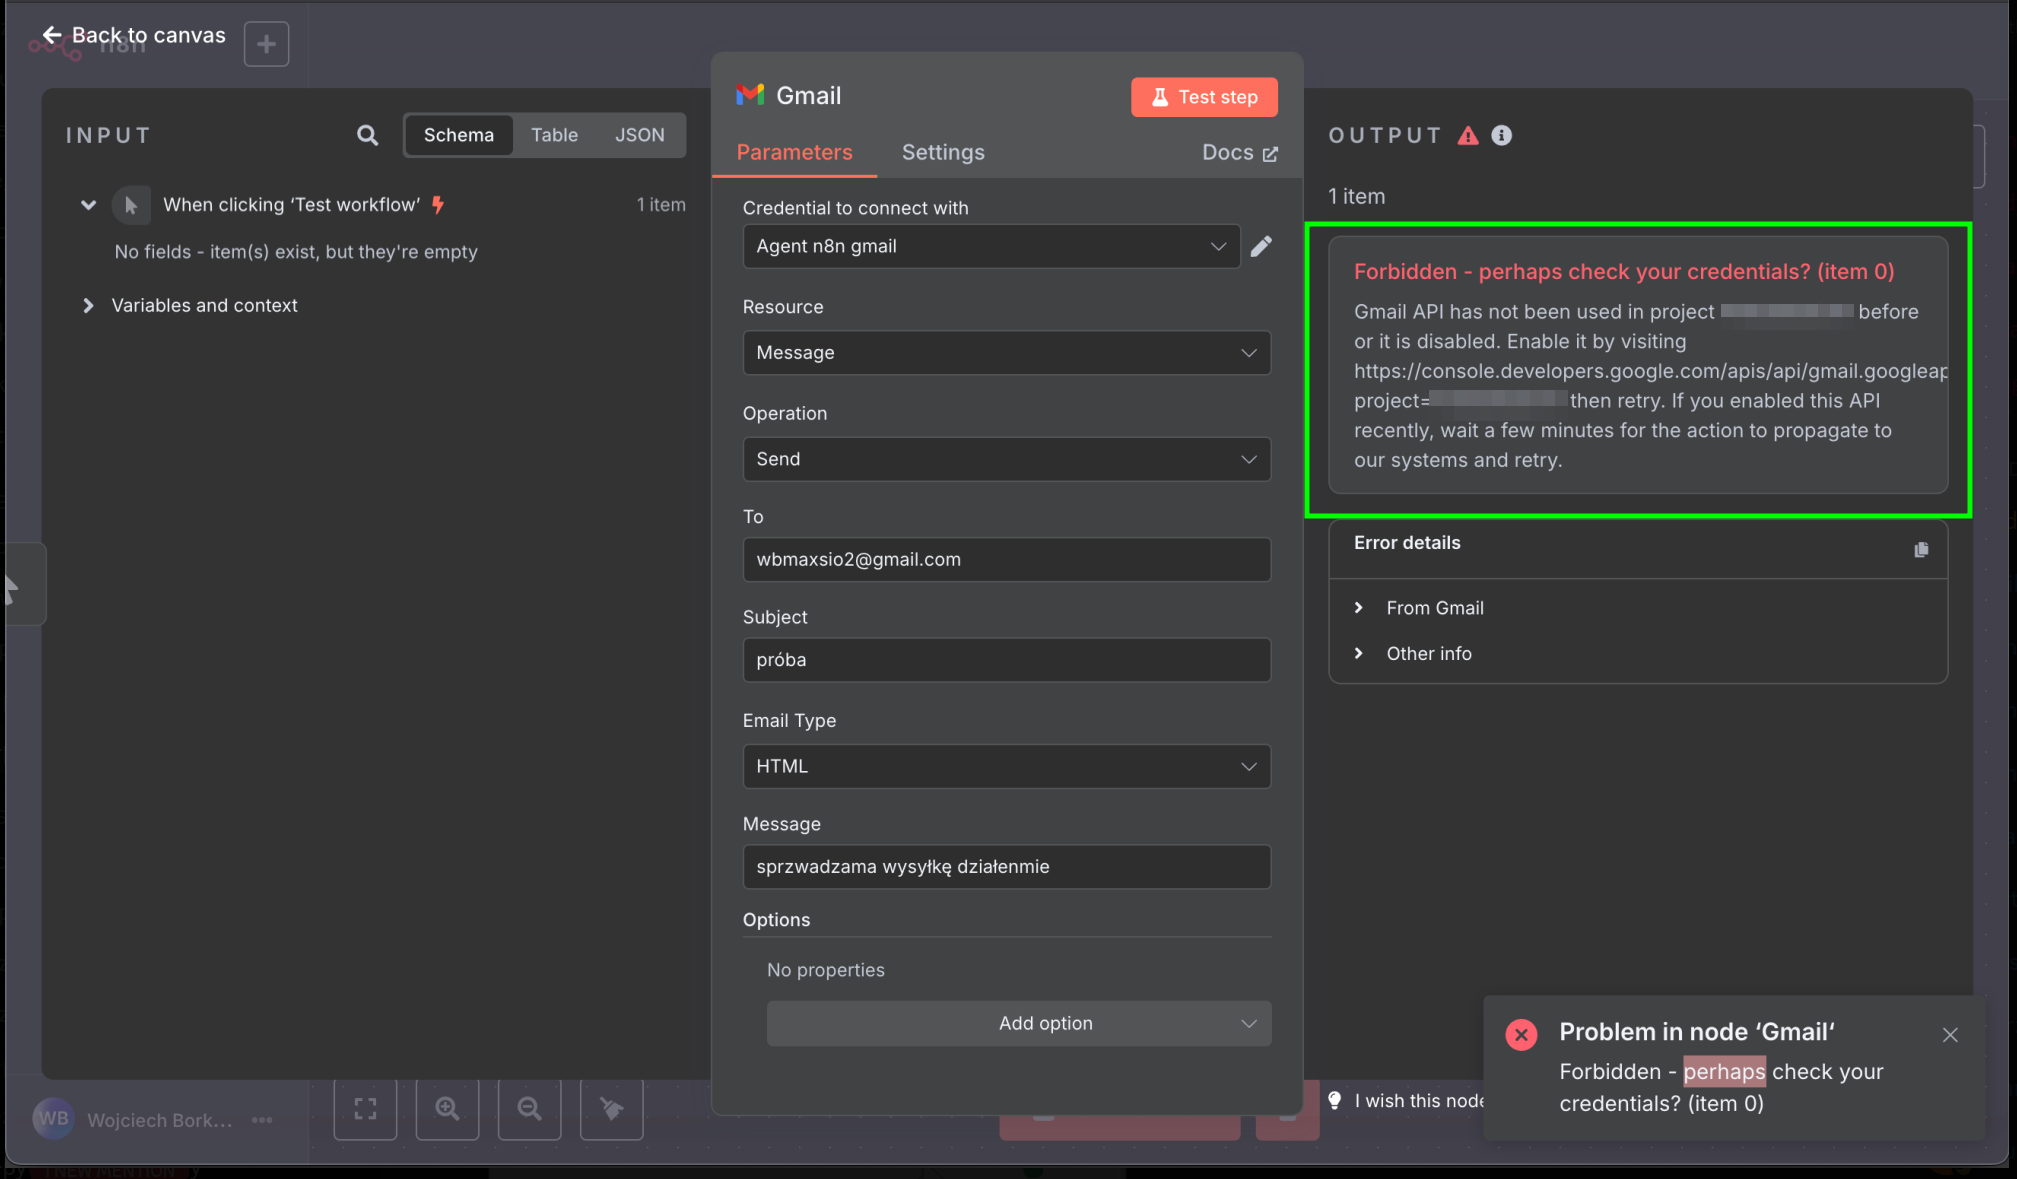 Back to canvas
n8n
INPUT
Schema
Table
JSON
When clicking ‘Test workflow’
1 item
No fields - item(s) exist, but they're empty
Variables and context
Gmail
Test step
Parameters
Settings
Docs
Credential to connect with
Agent n8n gmail
Resource
Message
Operation
Send
To
wbmaxsio2@gmail.com
Subject
próba
Email Type
HTML
Message
sprzwadzama wysyłkę działenmie
Options
No properties
Add option
OUTPUT
1 item
Forbidden - perhaps check your credentials? (item 0)
Gmail API has not been used in project before
or it is disabled. Enable it by visiting
https://console.developers.google.com/apis/api/gmail.googleap
project= then retry. If you enabled this API
recently, wait a few minutes for the action to propagate to
our systems and retry.
Error details
From Gmail
Other info
WB
Wojciech Bork...
I wish this node
Problem in node ‘Gmail‘
Forbidden - perhaps check your
credentials? (item 0)
NEW MENTION